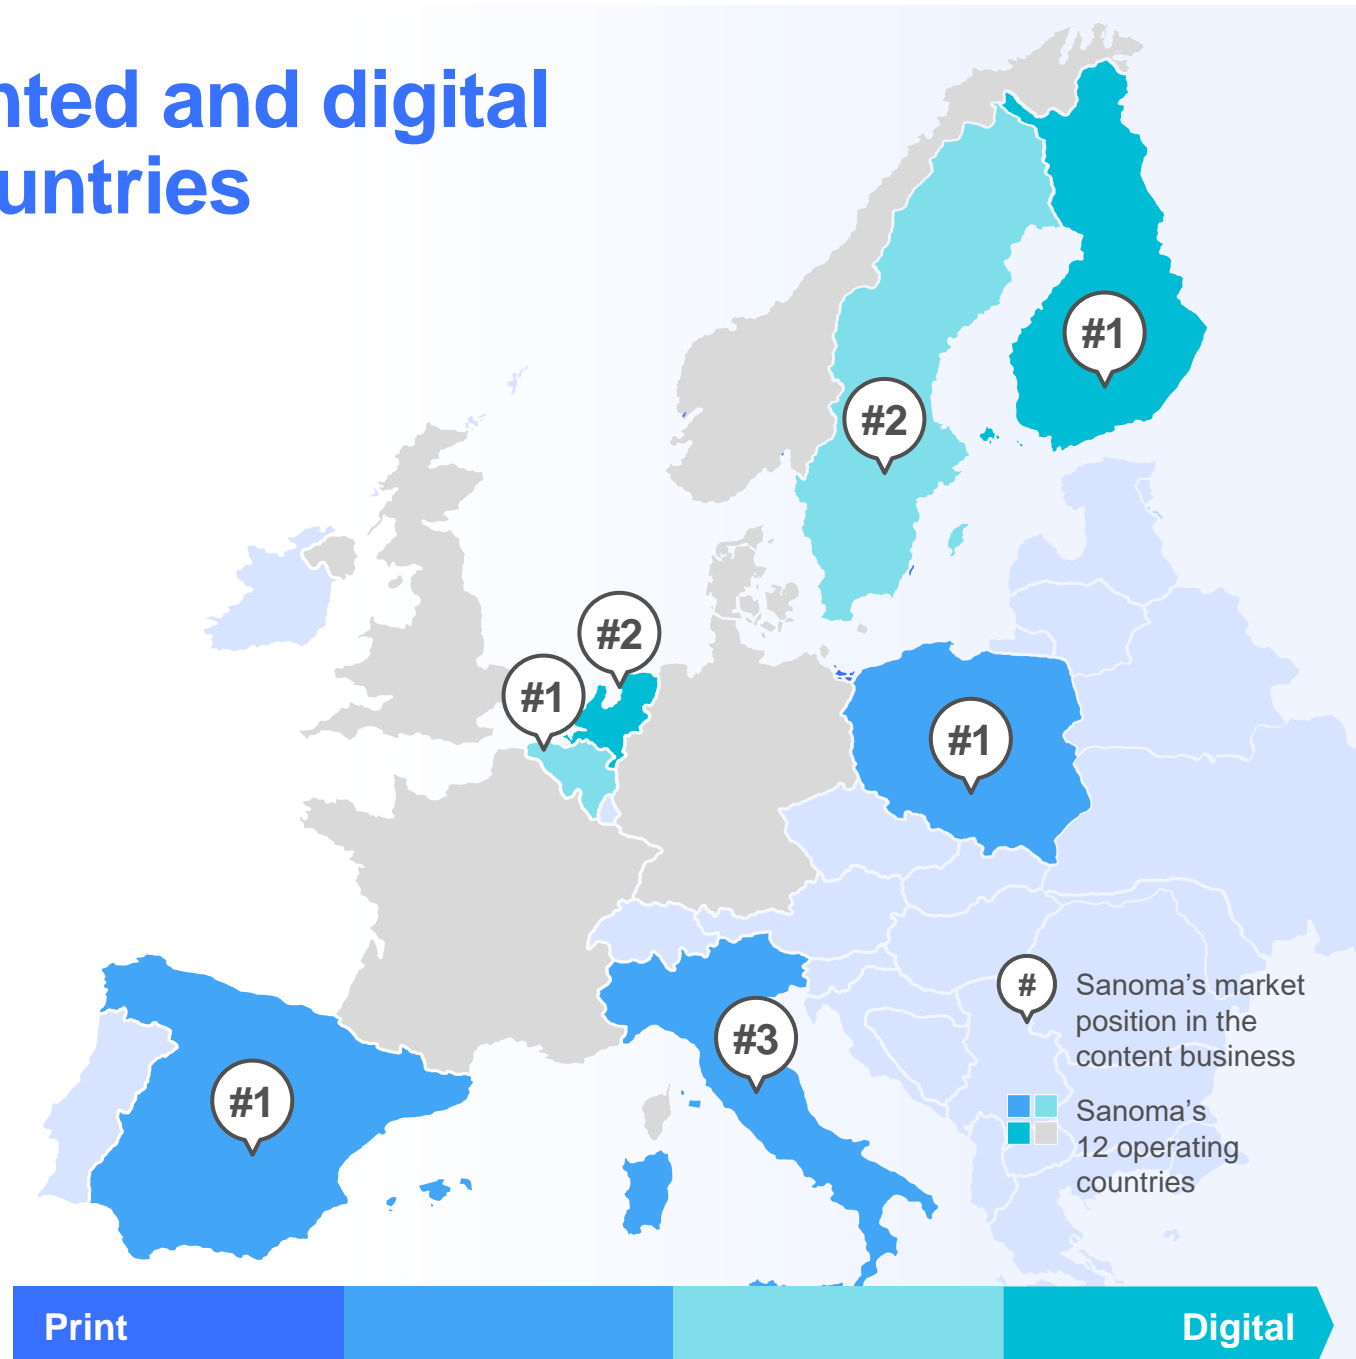 nted and digital
untries
#1
#2
#2
#1
#1
#3
#1
# Sanoma’s market
position in the
content business
Sanoma’s
12 operating
countries
Print Digital